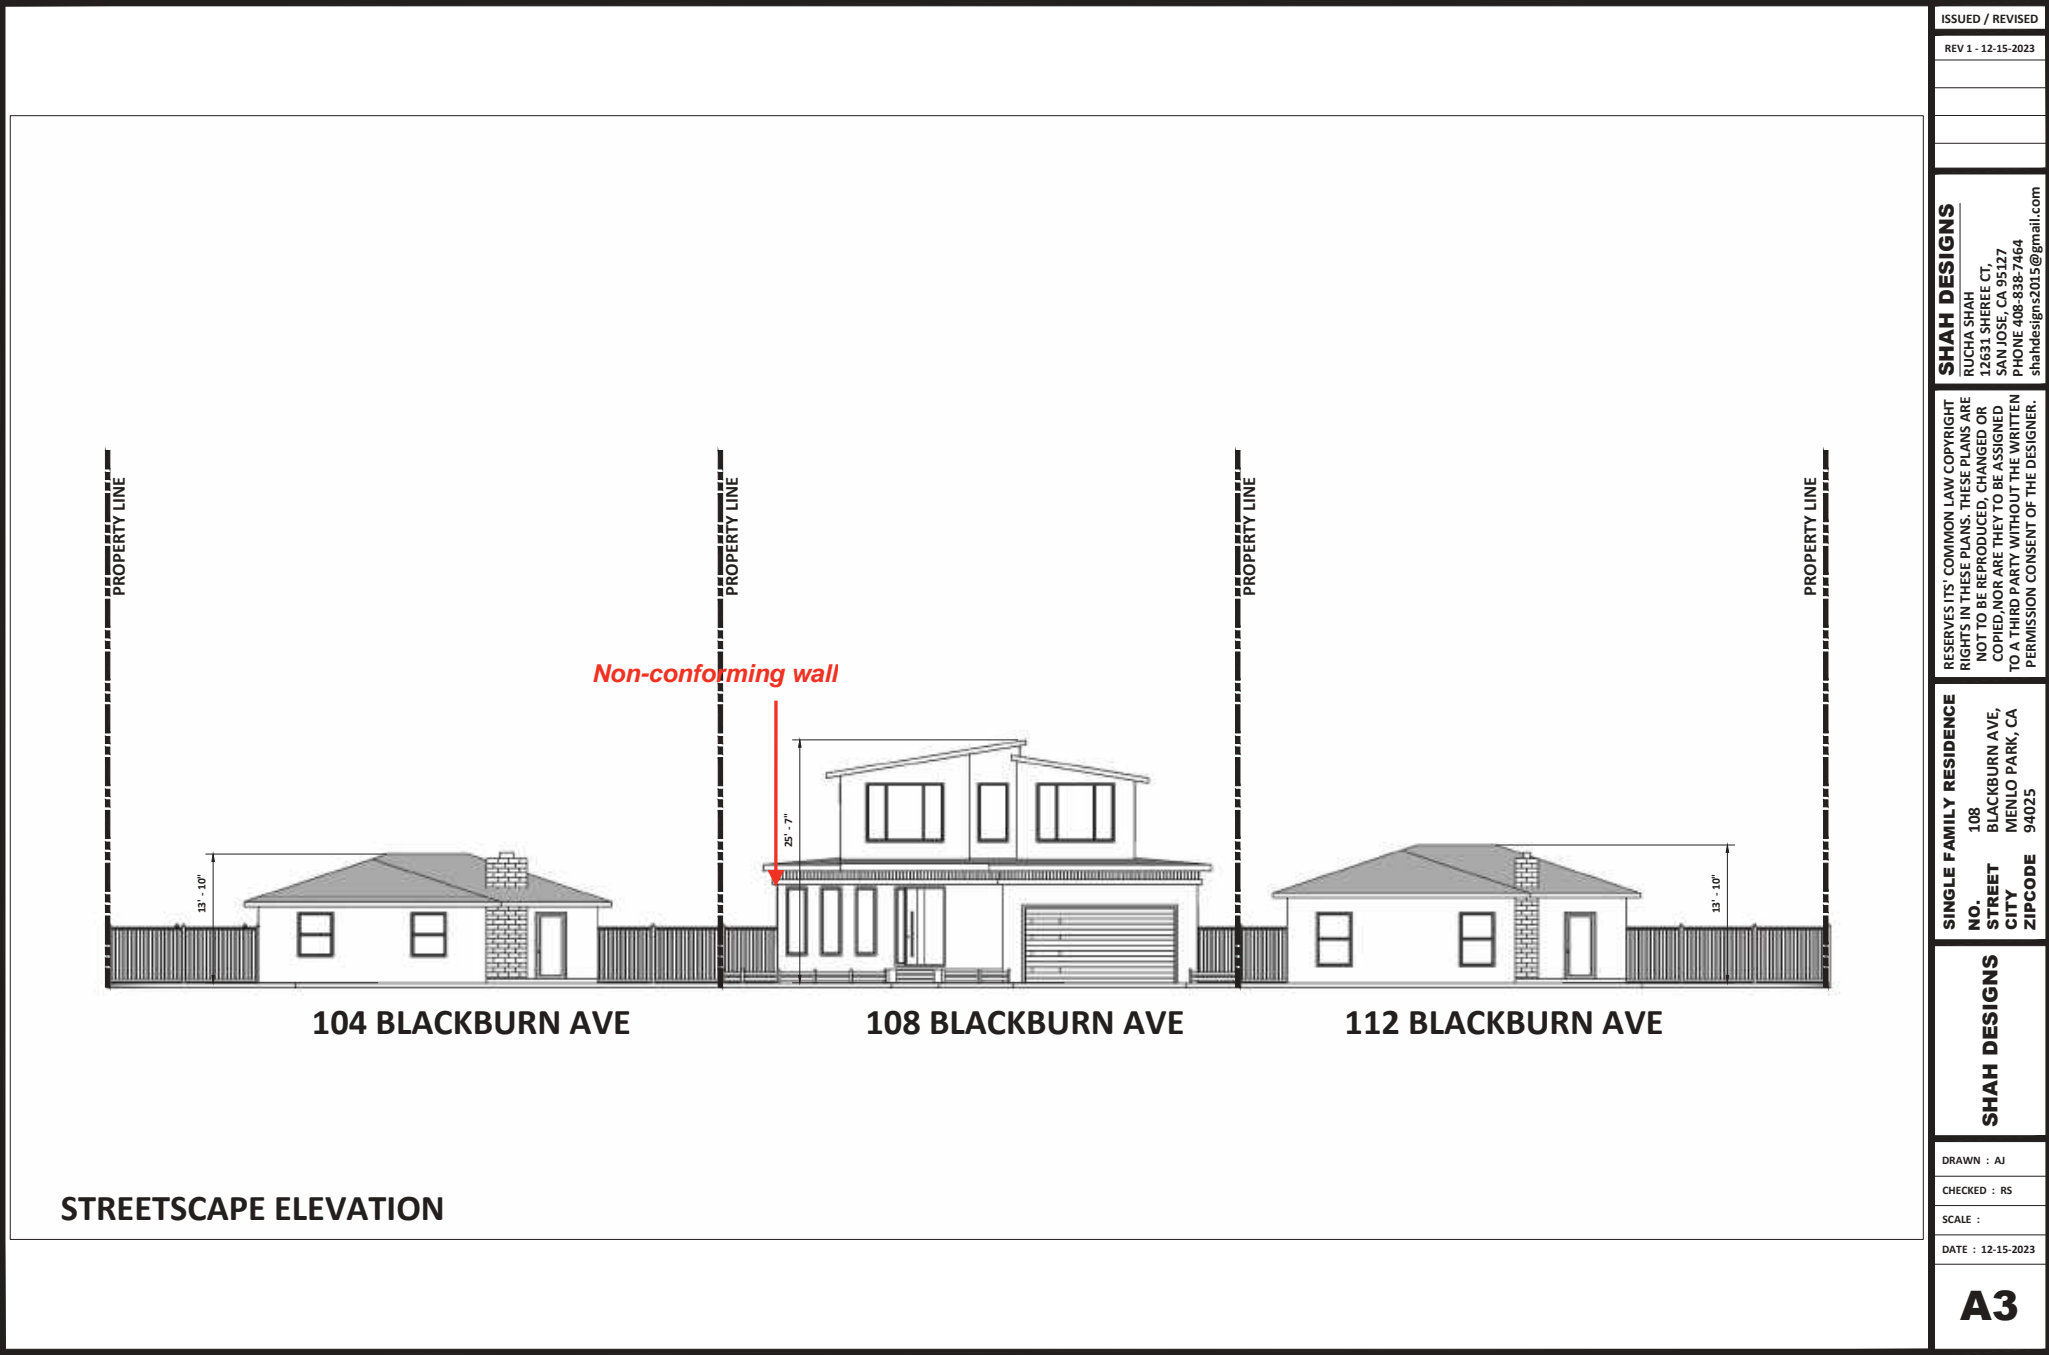 PROPERTY LINE
PROPERTY LINE
PROPERTY LINE
PROPERTY LINE
Non-conforming wall
13' - 10"
25' - 7"
13' - 10"
104 BLACKBURN AVE
108 BLACKBURN AVE
112 BLACKBURN AVE
STREETSCAPE ELEVATION
ISSUED / REVISED
REV 1 - 12-15-2023
SHAH DESIGNS
RUCHA SHAH
12631 SHEREE CT,
SAN JOSE, CA 95127
PHONE 408-838-7464
shahdesigns2015@gmail.com
RESERVES ITS' COMMON LAW COPYRIGHT
RIGHTS IN THESE PLANS. THESE PLANS ARE
NOT TO BE REPRODUCED, CHANGED OR
COPIED,NOR ARE THEY TO BE ASSIGNED
TO A THIRD PARTY WITHOUT THE WRITTEN
PERMISSION CONSENT OF THE DESIGNER.
SINGLE FAMILY RESIDENCE
NO. 108
STREET BLACKBURN AVE,
CITY MENLO PARK, CA
ZIPCODE 94025
SHAH DESIGNS
DRAWN : AJ
CHECKED : RS
SCALE :
DATE : 12-15-2023
A3